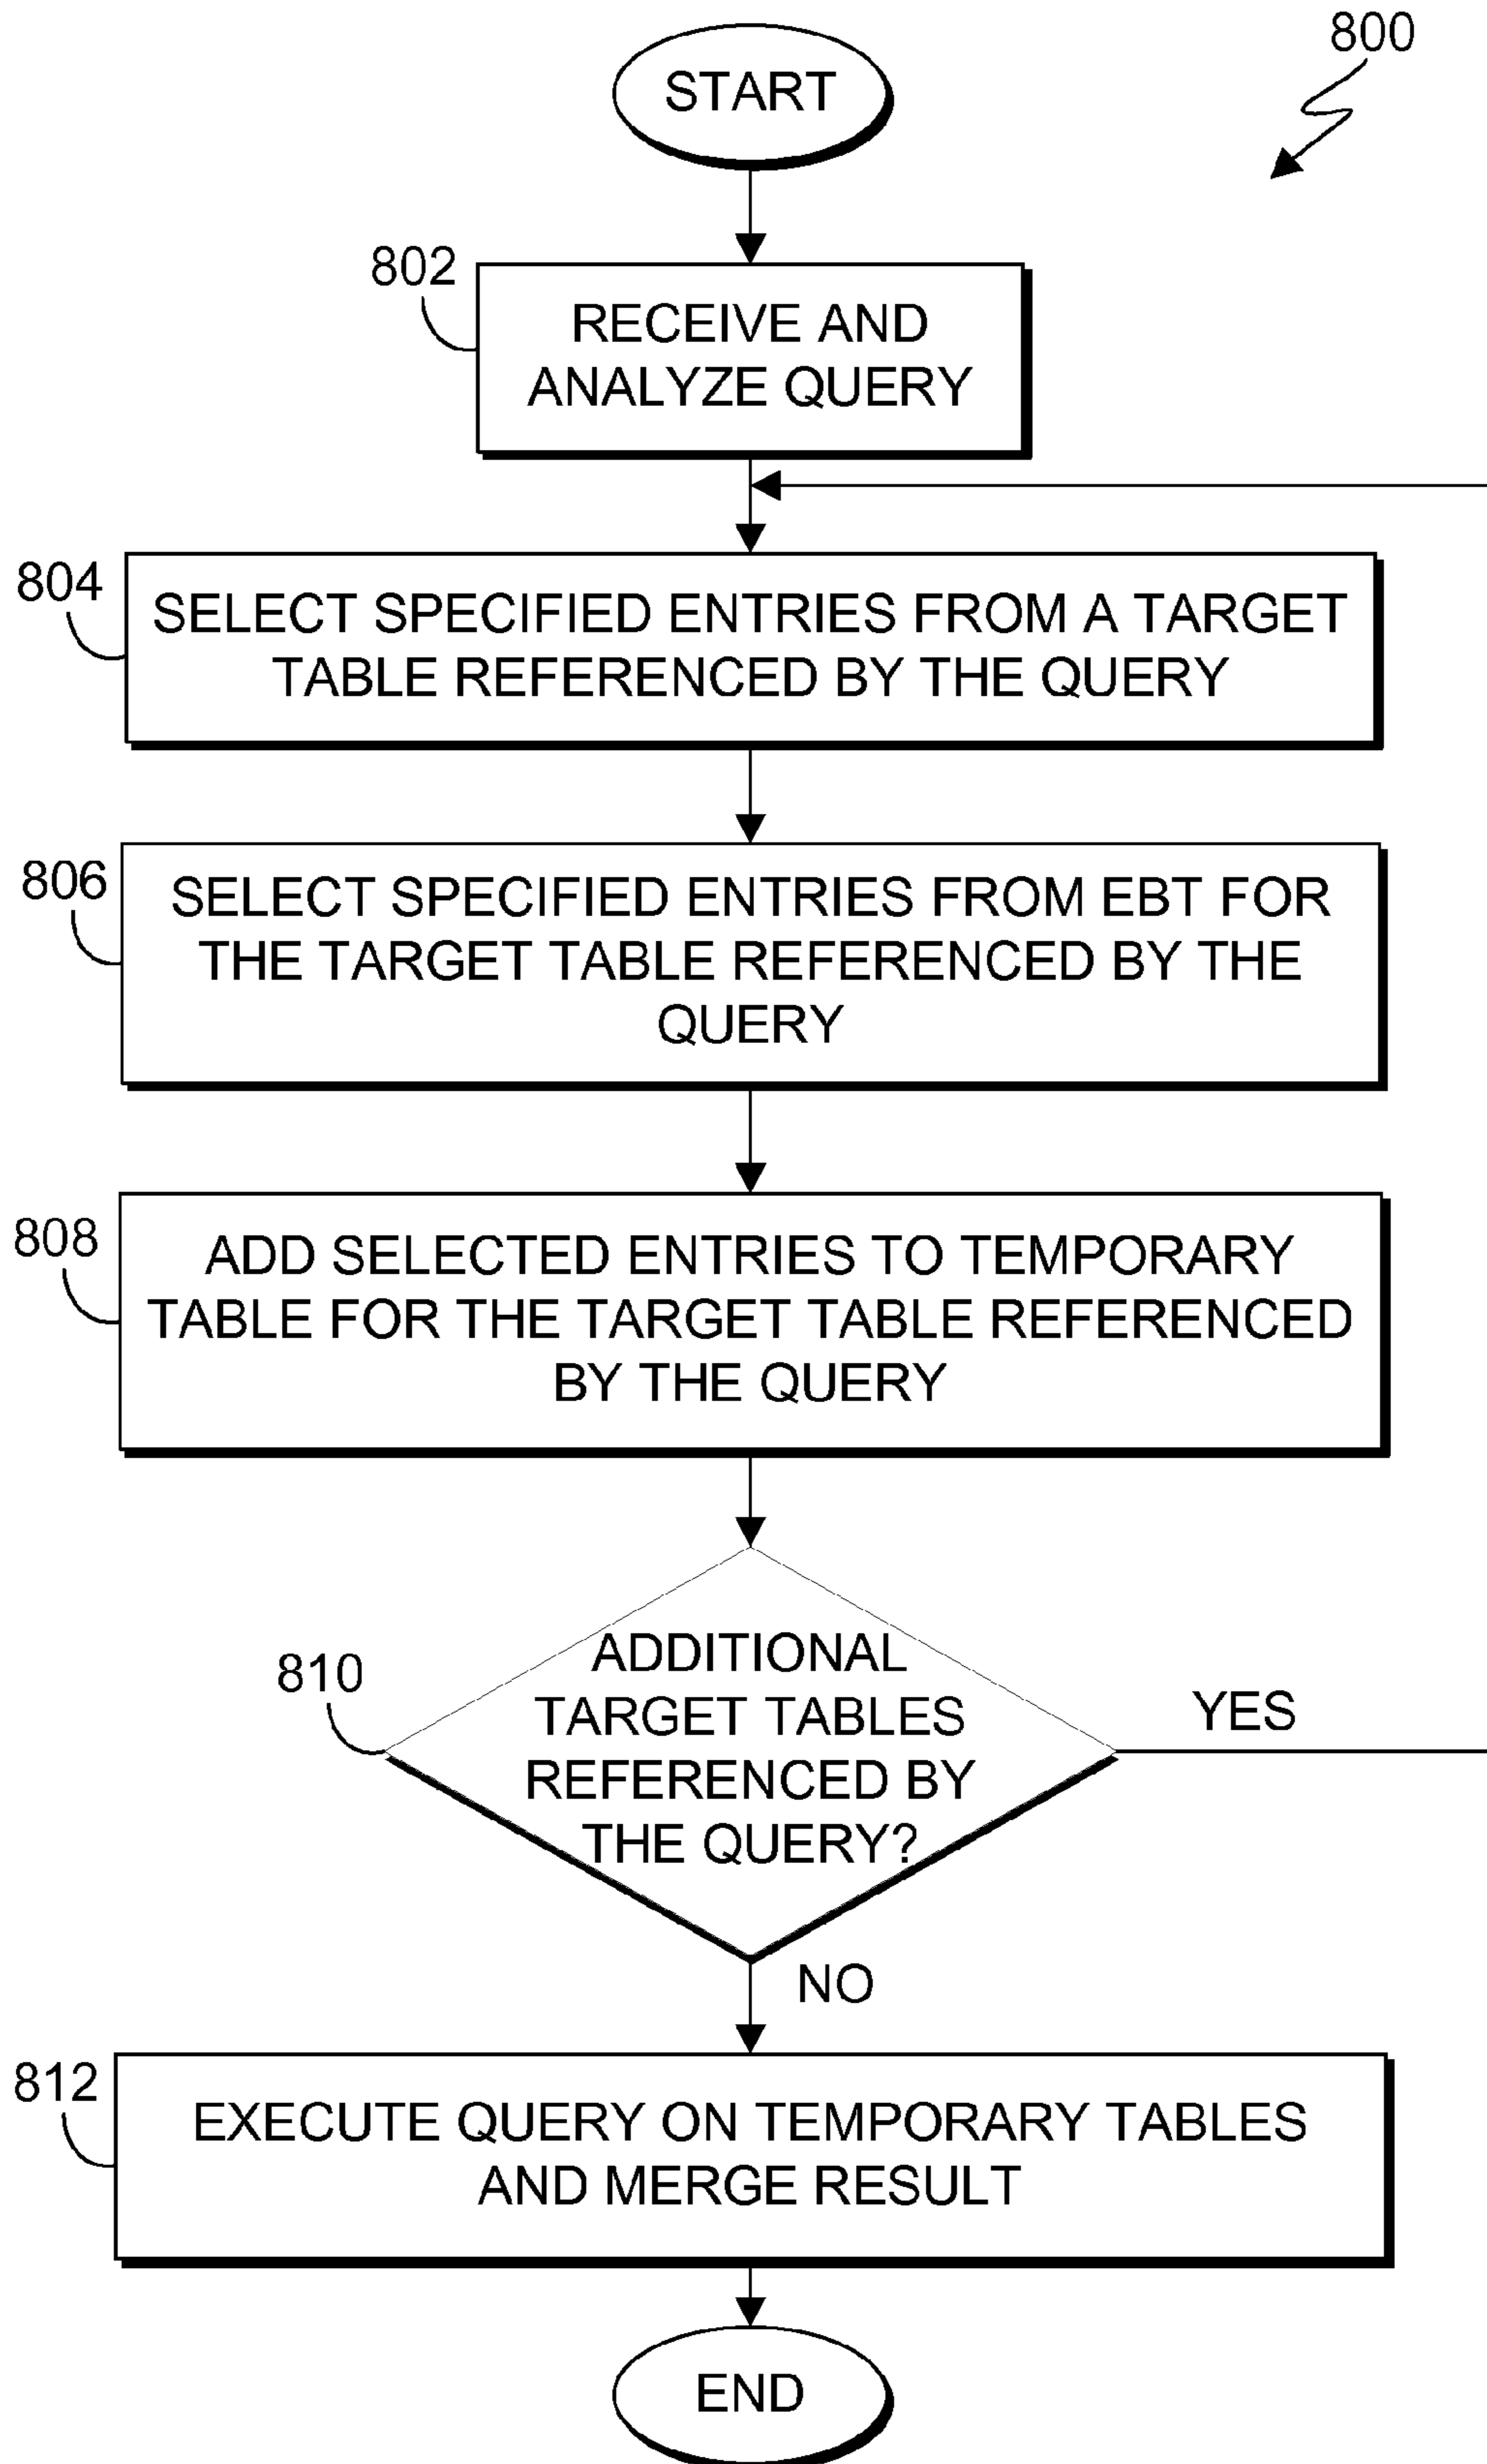 START
800
802
RECEIVE AND
ANALYZE QUERY
804
SELECT SPECIFIED ENTRIES FROM A TARGET
TABLE REFERENCED BY THE QUERY
806
SELECT SPECIFIED ENTRIES FROM EBT FOR
THE TARGET TABLE REFERENCED BY THE
QUERY
808
ADD SELECTED ENTRIES TO TEMPORARY
TABLE FOR THE TARGET TABLE REFERENCED
BY THE QUERY
810
ADDITIONAL
TARGET TABLES
REFERENCED BY
THE QUERY?
YES
NO
812
EXECUTE QUERY ON TEMPORARY TABLES
AND MERGE RESULT
END